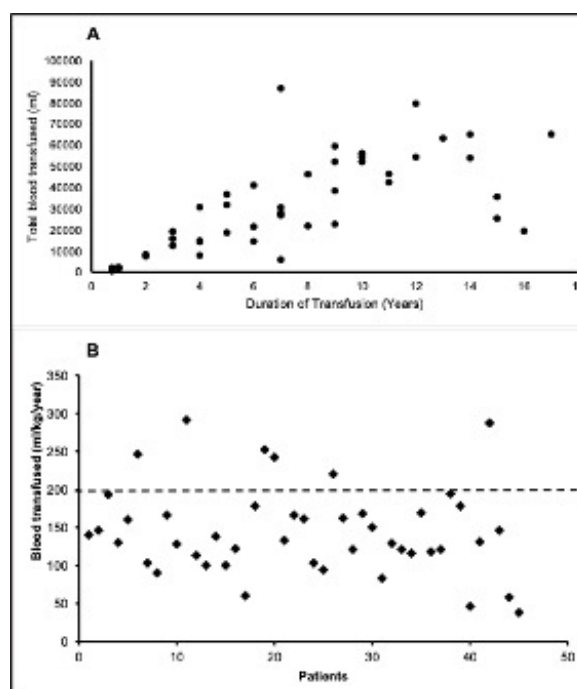 A
100000
90000
80000
70000
60000
50000
40000
30000
20000
10000
0
Total blood transfused (ml)
0 2 4 6 8 10 12 14 16 18
Duration of Transfusion (Years)
B
350
300
250
200
150
100
50
0
Blood transfused (ml/kg/year)
0 10 20 30 40 50
Patients